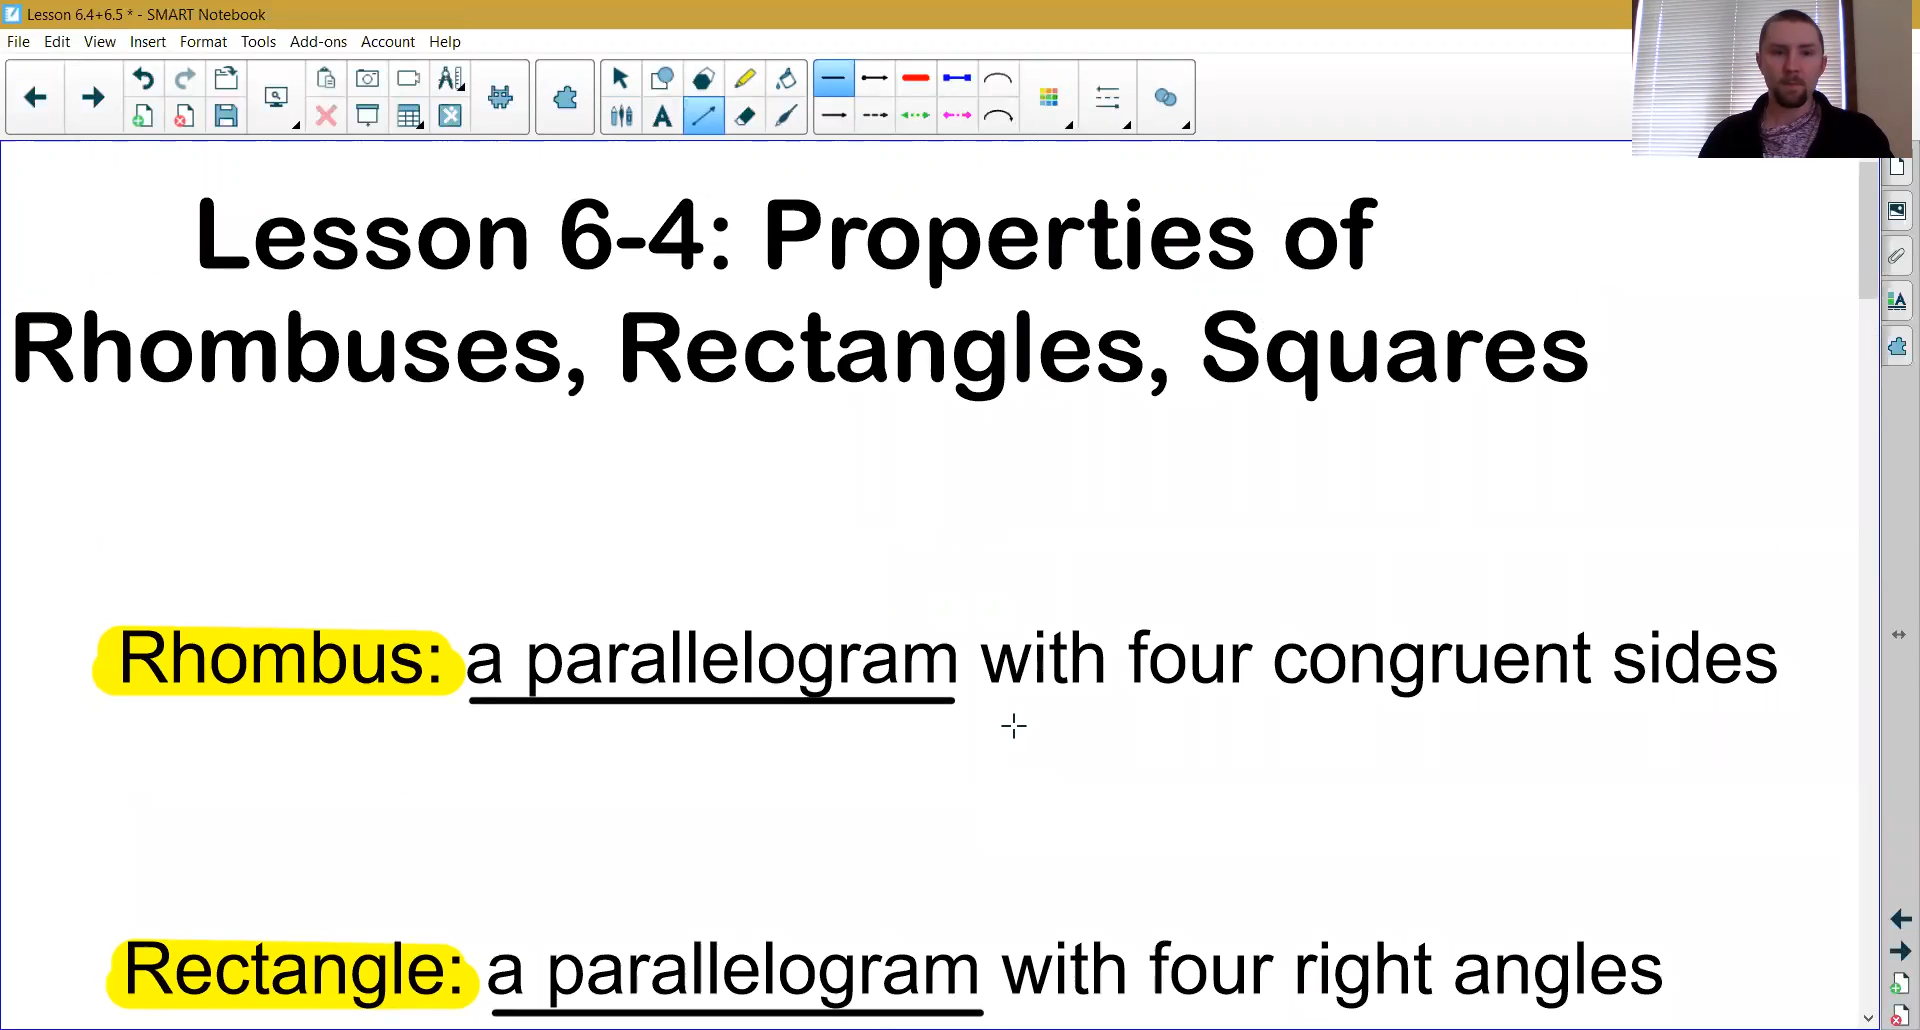 Lesson 6.4+6.5 * - SMART Notebook
File Edit View Insert Format Tools Add-ons Account Help
Lesson 6-4: Properties of
Rhombuses, Rectangles, Squares
Rhombus: a parallelogram with four congruent sides
Rectangle: a parallelogram with four right angles